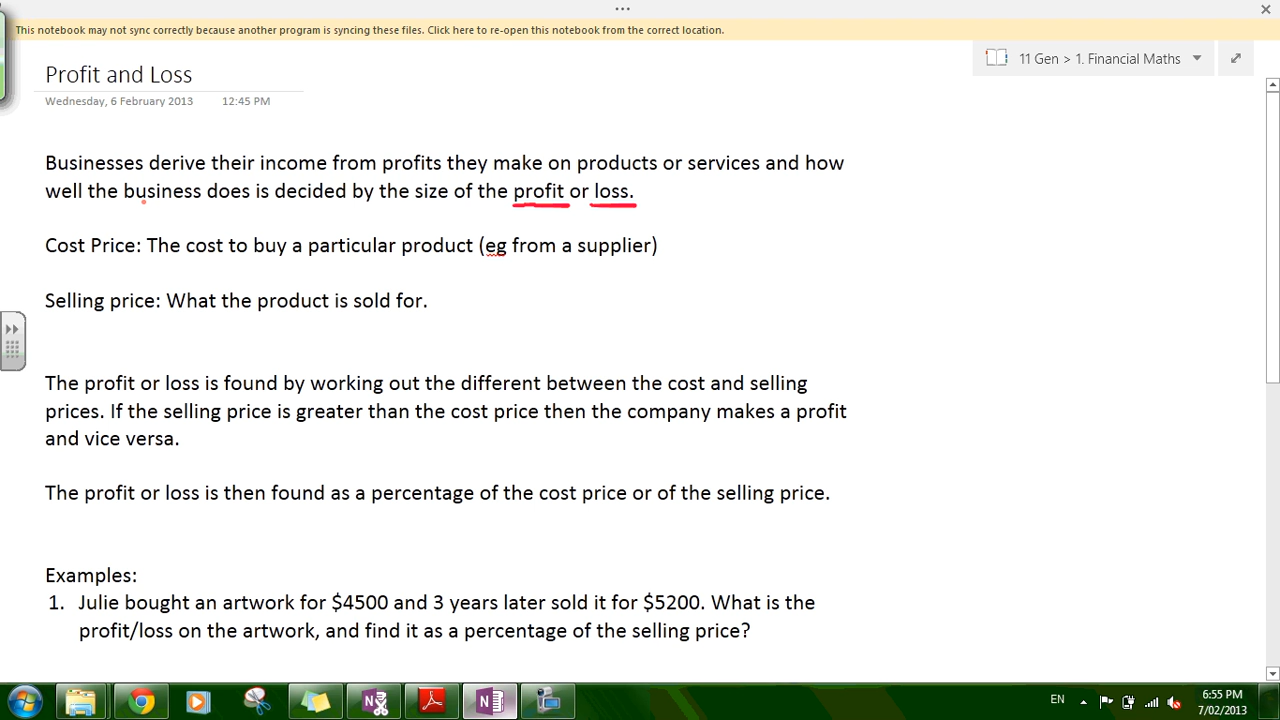 This notebook may not sync correctly because another program is syncing these files. Click here to re-open this notebook from the correct location.
11 Gen > 1. Financial Maths
Profit and Loss
Wednesday, 6 February 2013 12:45 PM
Businesses derive their income from profits they make on products or services and how
well the business does is decided by the size of the profit or loss.
Cost Price: The cost to buy a particular product (eg from a supplier)
Selling price: What the product is sold for.
The profit or loss is found by working out the different between the cost and selling
prices. If the selling price is greater than the cost price then the company makes a profit
and vice versa.
The profit or loss is then found as a percentage of the cost price or of the selling price.
Examples:
1. Julie bought an artwork for $4500 and 3 years later sold it for $5200. What is the
profit/loss on the artwork, and find it as a percentage of the selling price?
EN
6:55 PM
7/02/2013